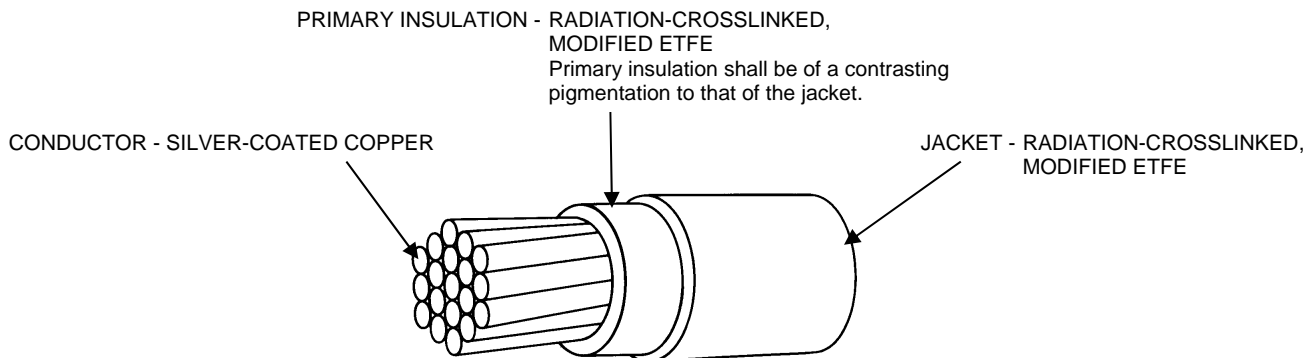 PRIMARY INSULATION - RADIATION-CROSSLINKED,
MODIFIED ETFE
Primary insulation shall be of a contrasting
pigmentation to that of the jacket.
CONDUCTOR - SILVER-COATED COPPER
JACKET - RADIATION-CROSSLINKED,
MODIFIED ETFE